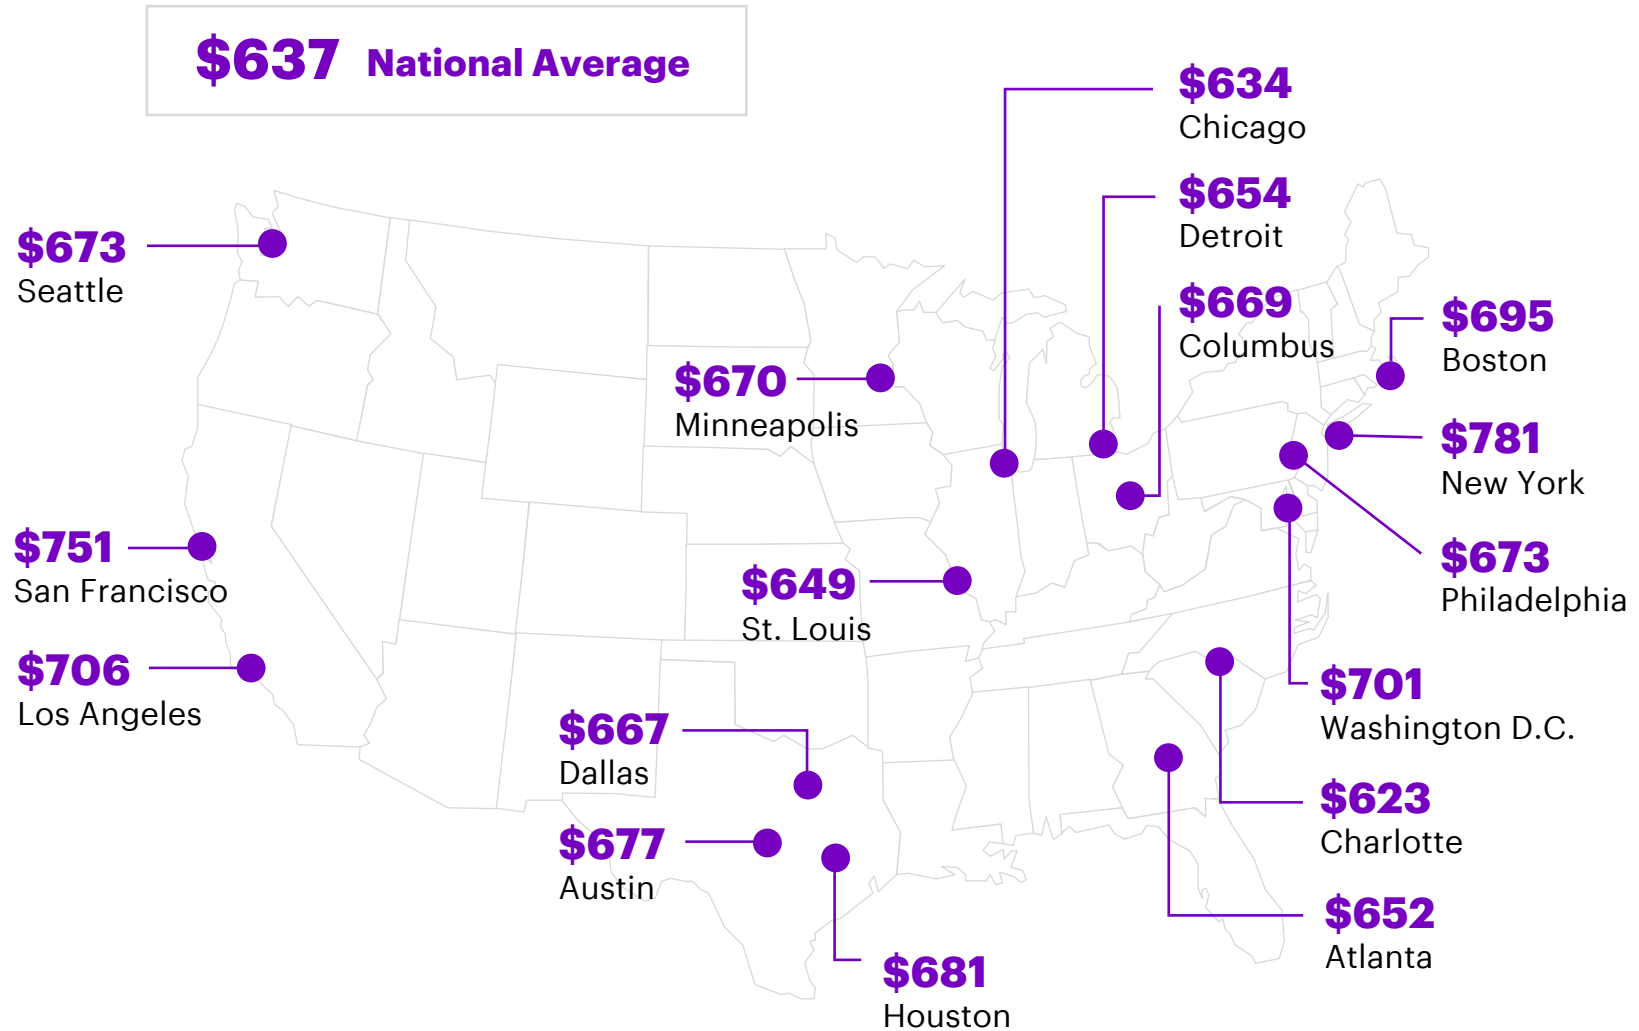 $637 National Average
$634
Chicago
$654
Detroit
$669
Columbus
$673
Seattle
$695
Boston
$670
Minneapolis
$781
New York
$751
San Francisco
$649
St. Louis
$673
Philadelphia
$706
Los Angeles
$701
Washington D.C.
$667
Dallas
$623
Charlotte
$677
Austin
$652
Atlanta
$681
Houston